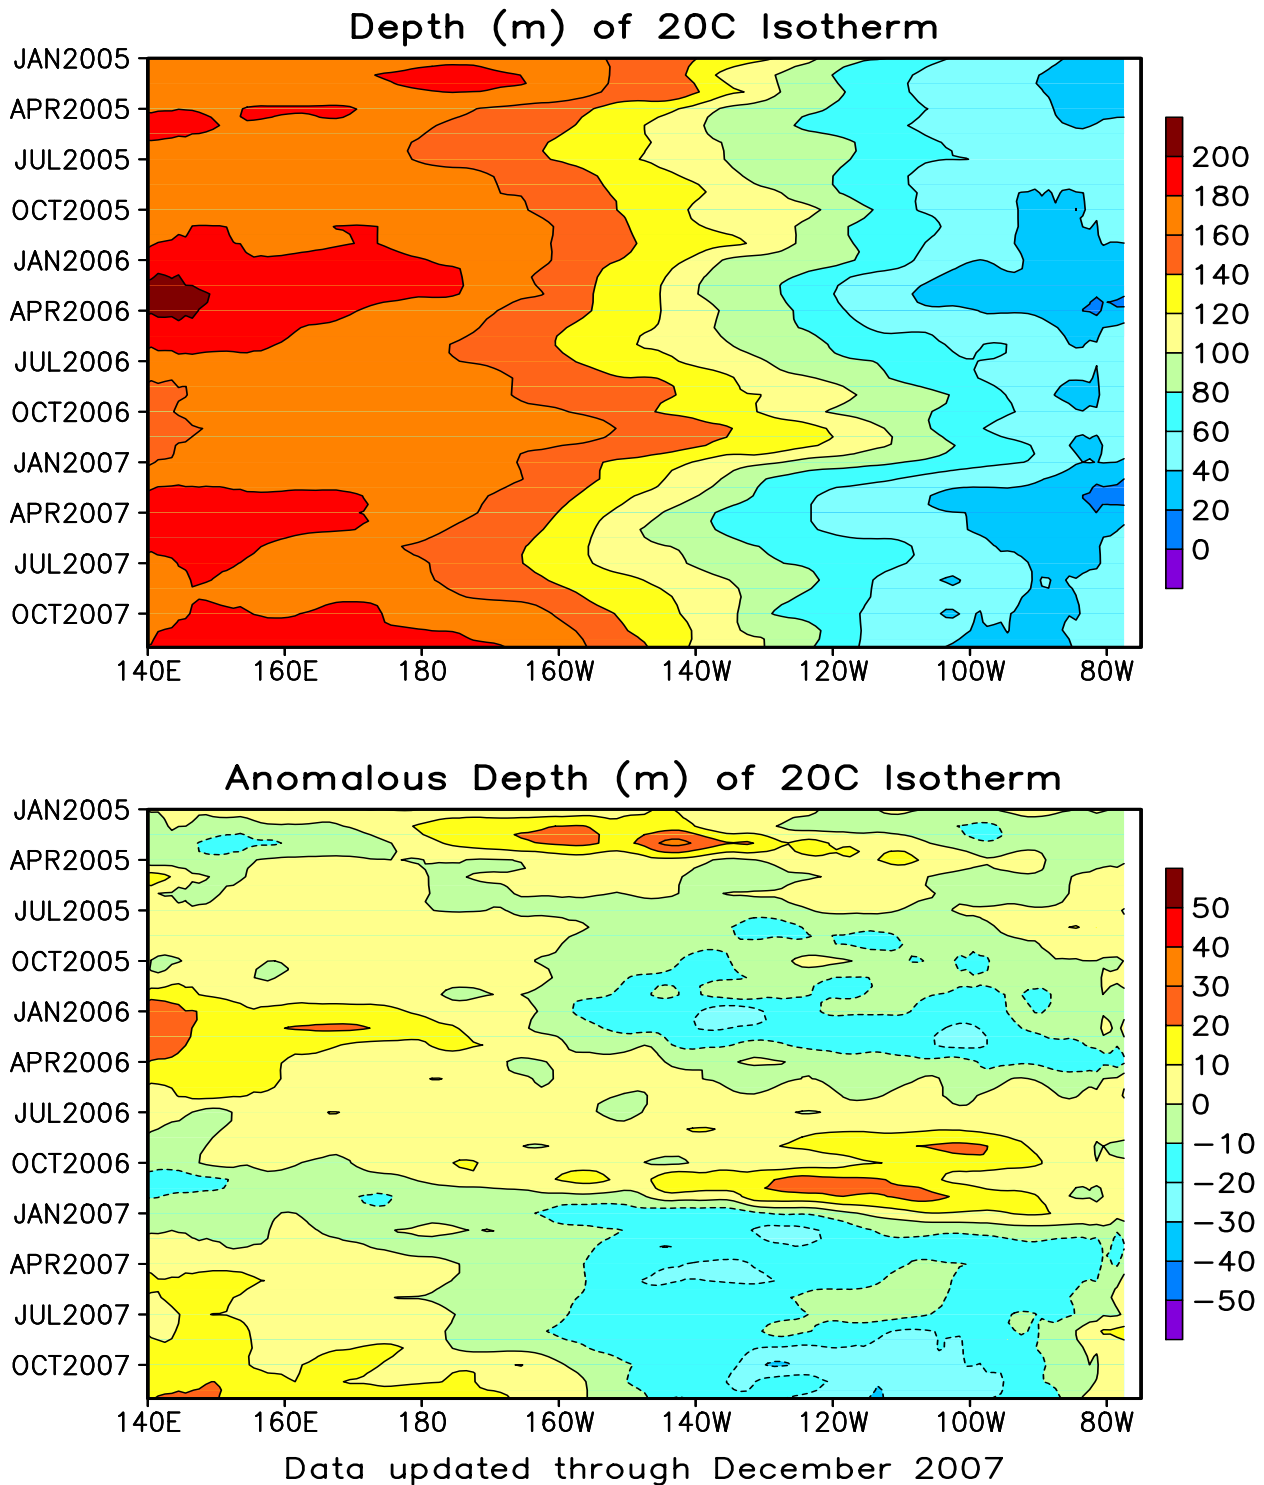 Depth (m) of 20C Isotherm
JAN2005
APR2005
JUL2005
OCT2005
JAN2006
APR2006
JUL2006
OCT2006
JAN2007
APR2007
JUL2007
OCT2007
140E 160E 180 160W 140W 120W 100W 80W
200
180
160
140
120
100
80
60
40
20
0
Anomalous Depth (m) of 20C Isotherm
JAN2005
APR2005
JUL2005
OCT2005
JAN2006
APR2006
JUL2006
OCT2006
JAN2007
APR2007
JUL2007
OCT2007
140E 160E 180 160W 140W 120W 100W 80W
50
40
30
20
10
0
−10
−20
−30
−40
−50
Data updated through December 2007